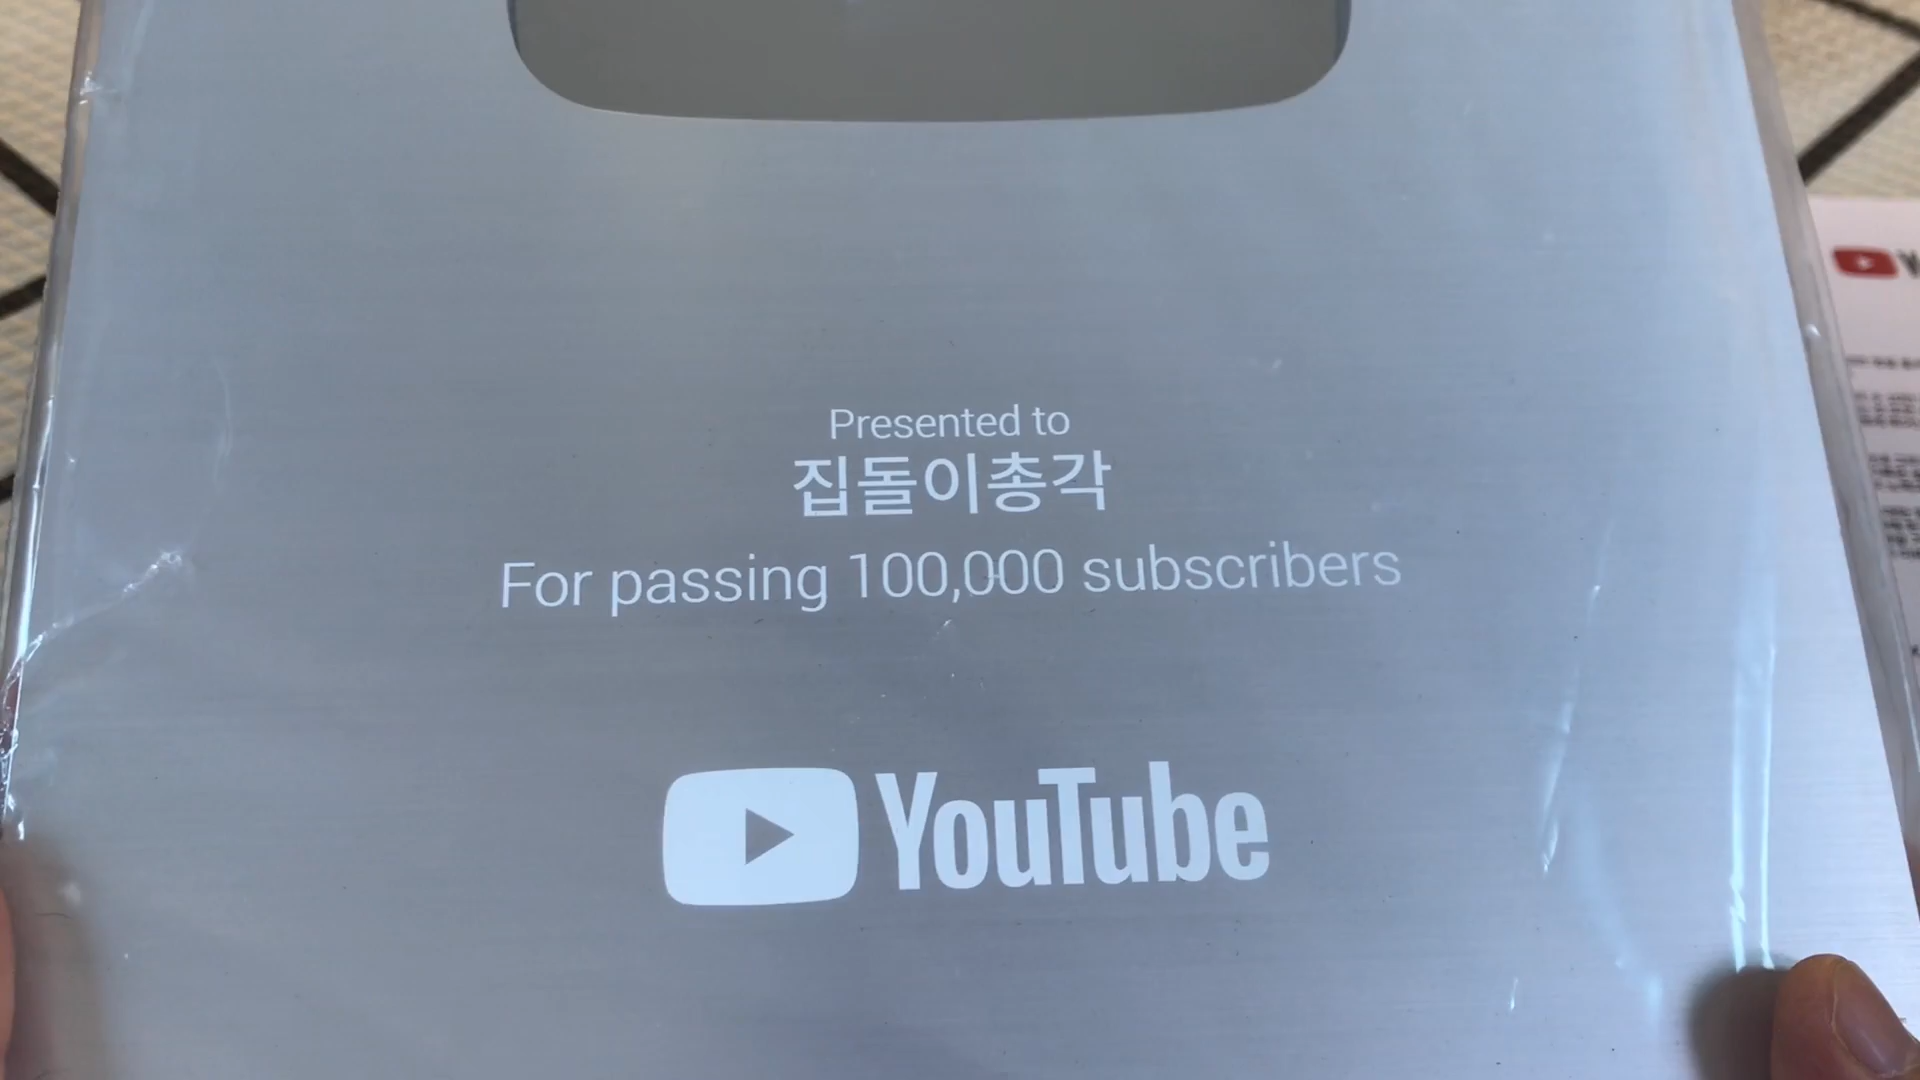 Presented to
집돌이총각
For passing 100,000 subscribers
YouTube